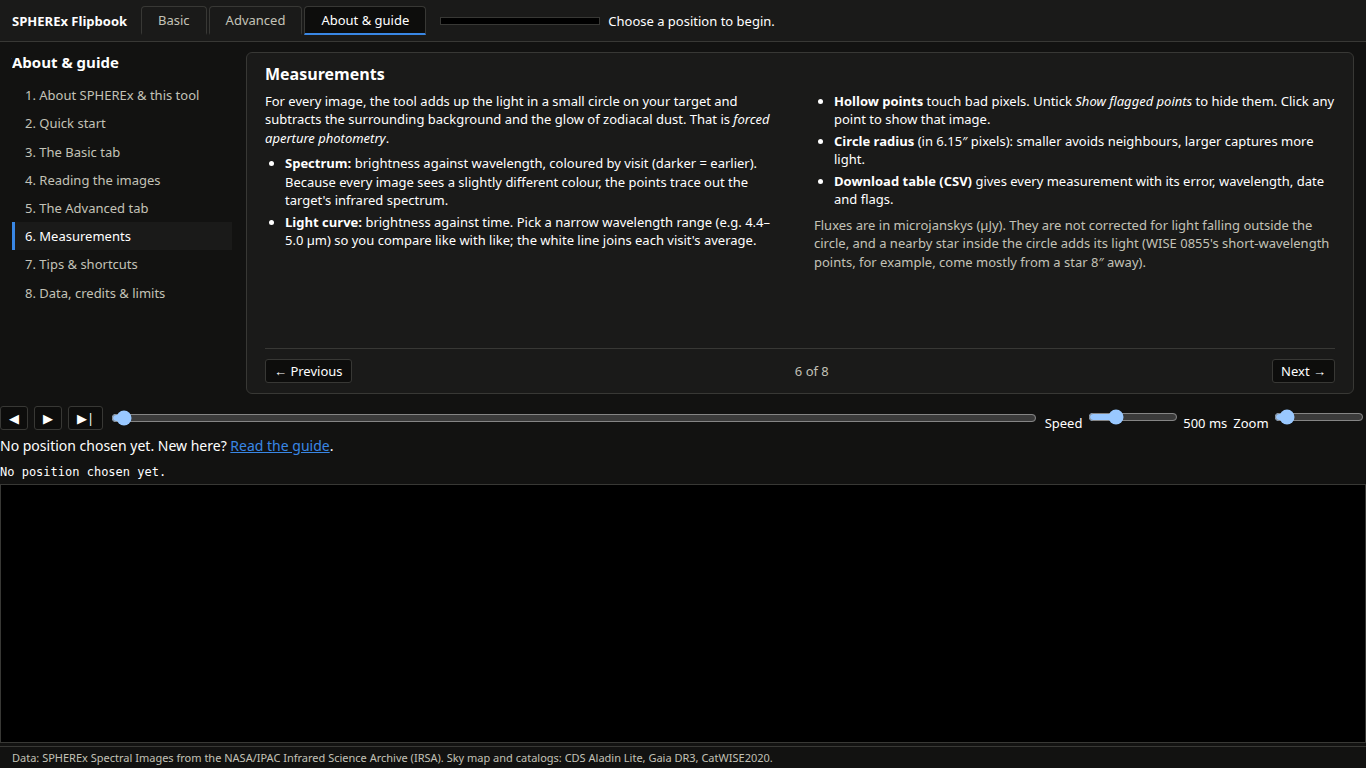 SPHEREx Flipbook
Basic
Advanced
About & guide
Choose a position to begin.
About & guide
1. About SPHEREx & this tool
2. Quick start
3. The Basic tab
4. Reading the images
5. The Advanced tab
6. Measurements
7. Tips & shortcuts
8. Data, credits & limits
Measurements
For every image, the tool adds up the light in a small circle on your target and
subtracts the surrounding background and the glow of zodiacal dust. That is forced
aperture photometry.
• Spectrum: brightness against wavelength, coloured by visit (darker = earlier).
Because every image sees a slightly different colour, the points trace out the
target's infrared spectrum.
• Light curve: brightness against time. Pick a narrow wavelength range (e.g. 4.4–
5.0 μm) so you compare like with like; the white line joins each visit's average.
• Hollow points touch bad pixels. Untick Show flagged points to hide them. Click any
point to show that image.
• Circle radius (in 6.15″ pixels): smaller avoids neighbours, larger captures more
light.
• Download table (CSV) gives every measurement with its error, wavelength, date
and flags.
Fluxes are in microjanskys (μJy). They are not corrected for light falling outside the
circle, and a nearby star inside the circle adds its light (WISE 0855's short-wavelength
points, for example, come mostly from a star 8″ away).
← Previous
6 of 8
Next →
Speed
500 ms
Zoom
No position chosen yet. New here? Read the guide.
No position chosen yet.
Data: SPHEREx Spectral Images from the NASA/IPAC Infrared Science Archive (IRSA). Sky map and catalogs: CDS Aladin Lite, Gaia DR3, CatWISE2020.